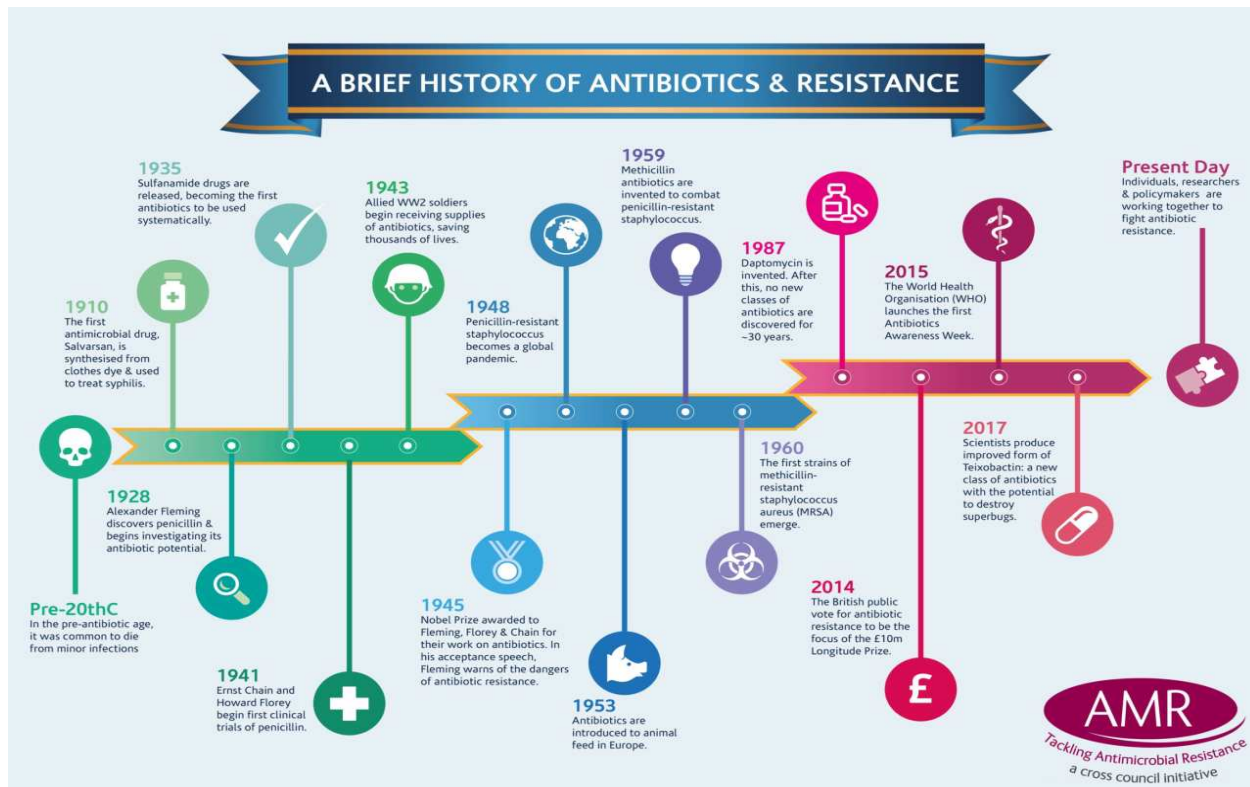 A BRIEF HISTORY OF ANTIBIOTICS & RESISTANCE
Pre-20thC
In the pre-antibiotic age,
it was common to die
from minor infections
1910
The first
antimicrobial drug,
Salvarsan, is
synthesised from
clothes dye & used
to treat syphilis.
1928
Alexander Fleming
discovers penicillin &
begins investigating its
antibiotic potential.
1935
Sulfanamide drugs are
released, becoming the first
antibiotics to be used
systematically.
1941
Ernst Chain and
Howard Florey
begin first clinical
trials of penicillin.
1943
Allied WW2 soldiers
begin receiving supplies
of antibiotics, saving
thousands of lives.
1945
Nobel Prize awarded to
Fleming, Florey & Chain for
their work on antibiotics. In
his acceptance speech,
Fleming warns of the dangers
of antibiotic resistance.
1948
Penicillin-resistant
staphylococcus
becomes a global
pandemic.
1953
Antibiotics are
introduced to animal
feed in Europe.
1959
Methicillin
antibiotics are
invented to combat
penicillin-resistant
staphylococcus.
1960
The first strains of
methicillin-
resistant
staphylococcus
aureus (MRSA)
emerge.
1987
Daptomycin is
invented. After
this, no new
classes of
antibiotics are
discovered for
~30 years.
2014
The British public
vote for antibiotic
resistance to be the
focus of the £10m
Longitude Prize.
£
2015
The World Health
Organisation (WHO)
launches the first
Antibiotics
Awareness Week.
2017
Scientists produce
improved form of
Teixobactin: a new
class of antibiotics
with the potential
to destroy
superbugs.
Present Day
Individuals, researchers
& policymakers are
working together to
fight antibiotic
resistance.
AMR
Tackling Antimicrobial Resistance
a cross council initiative